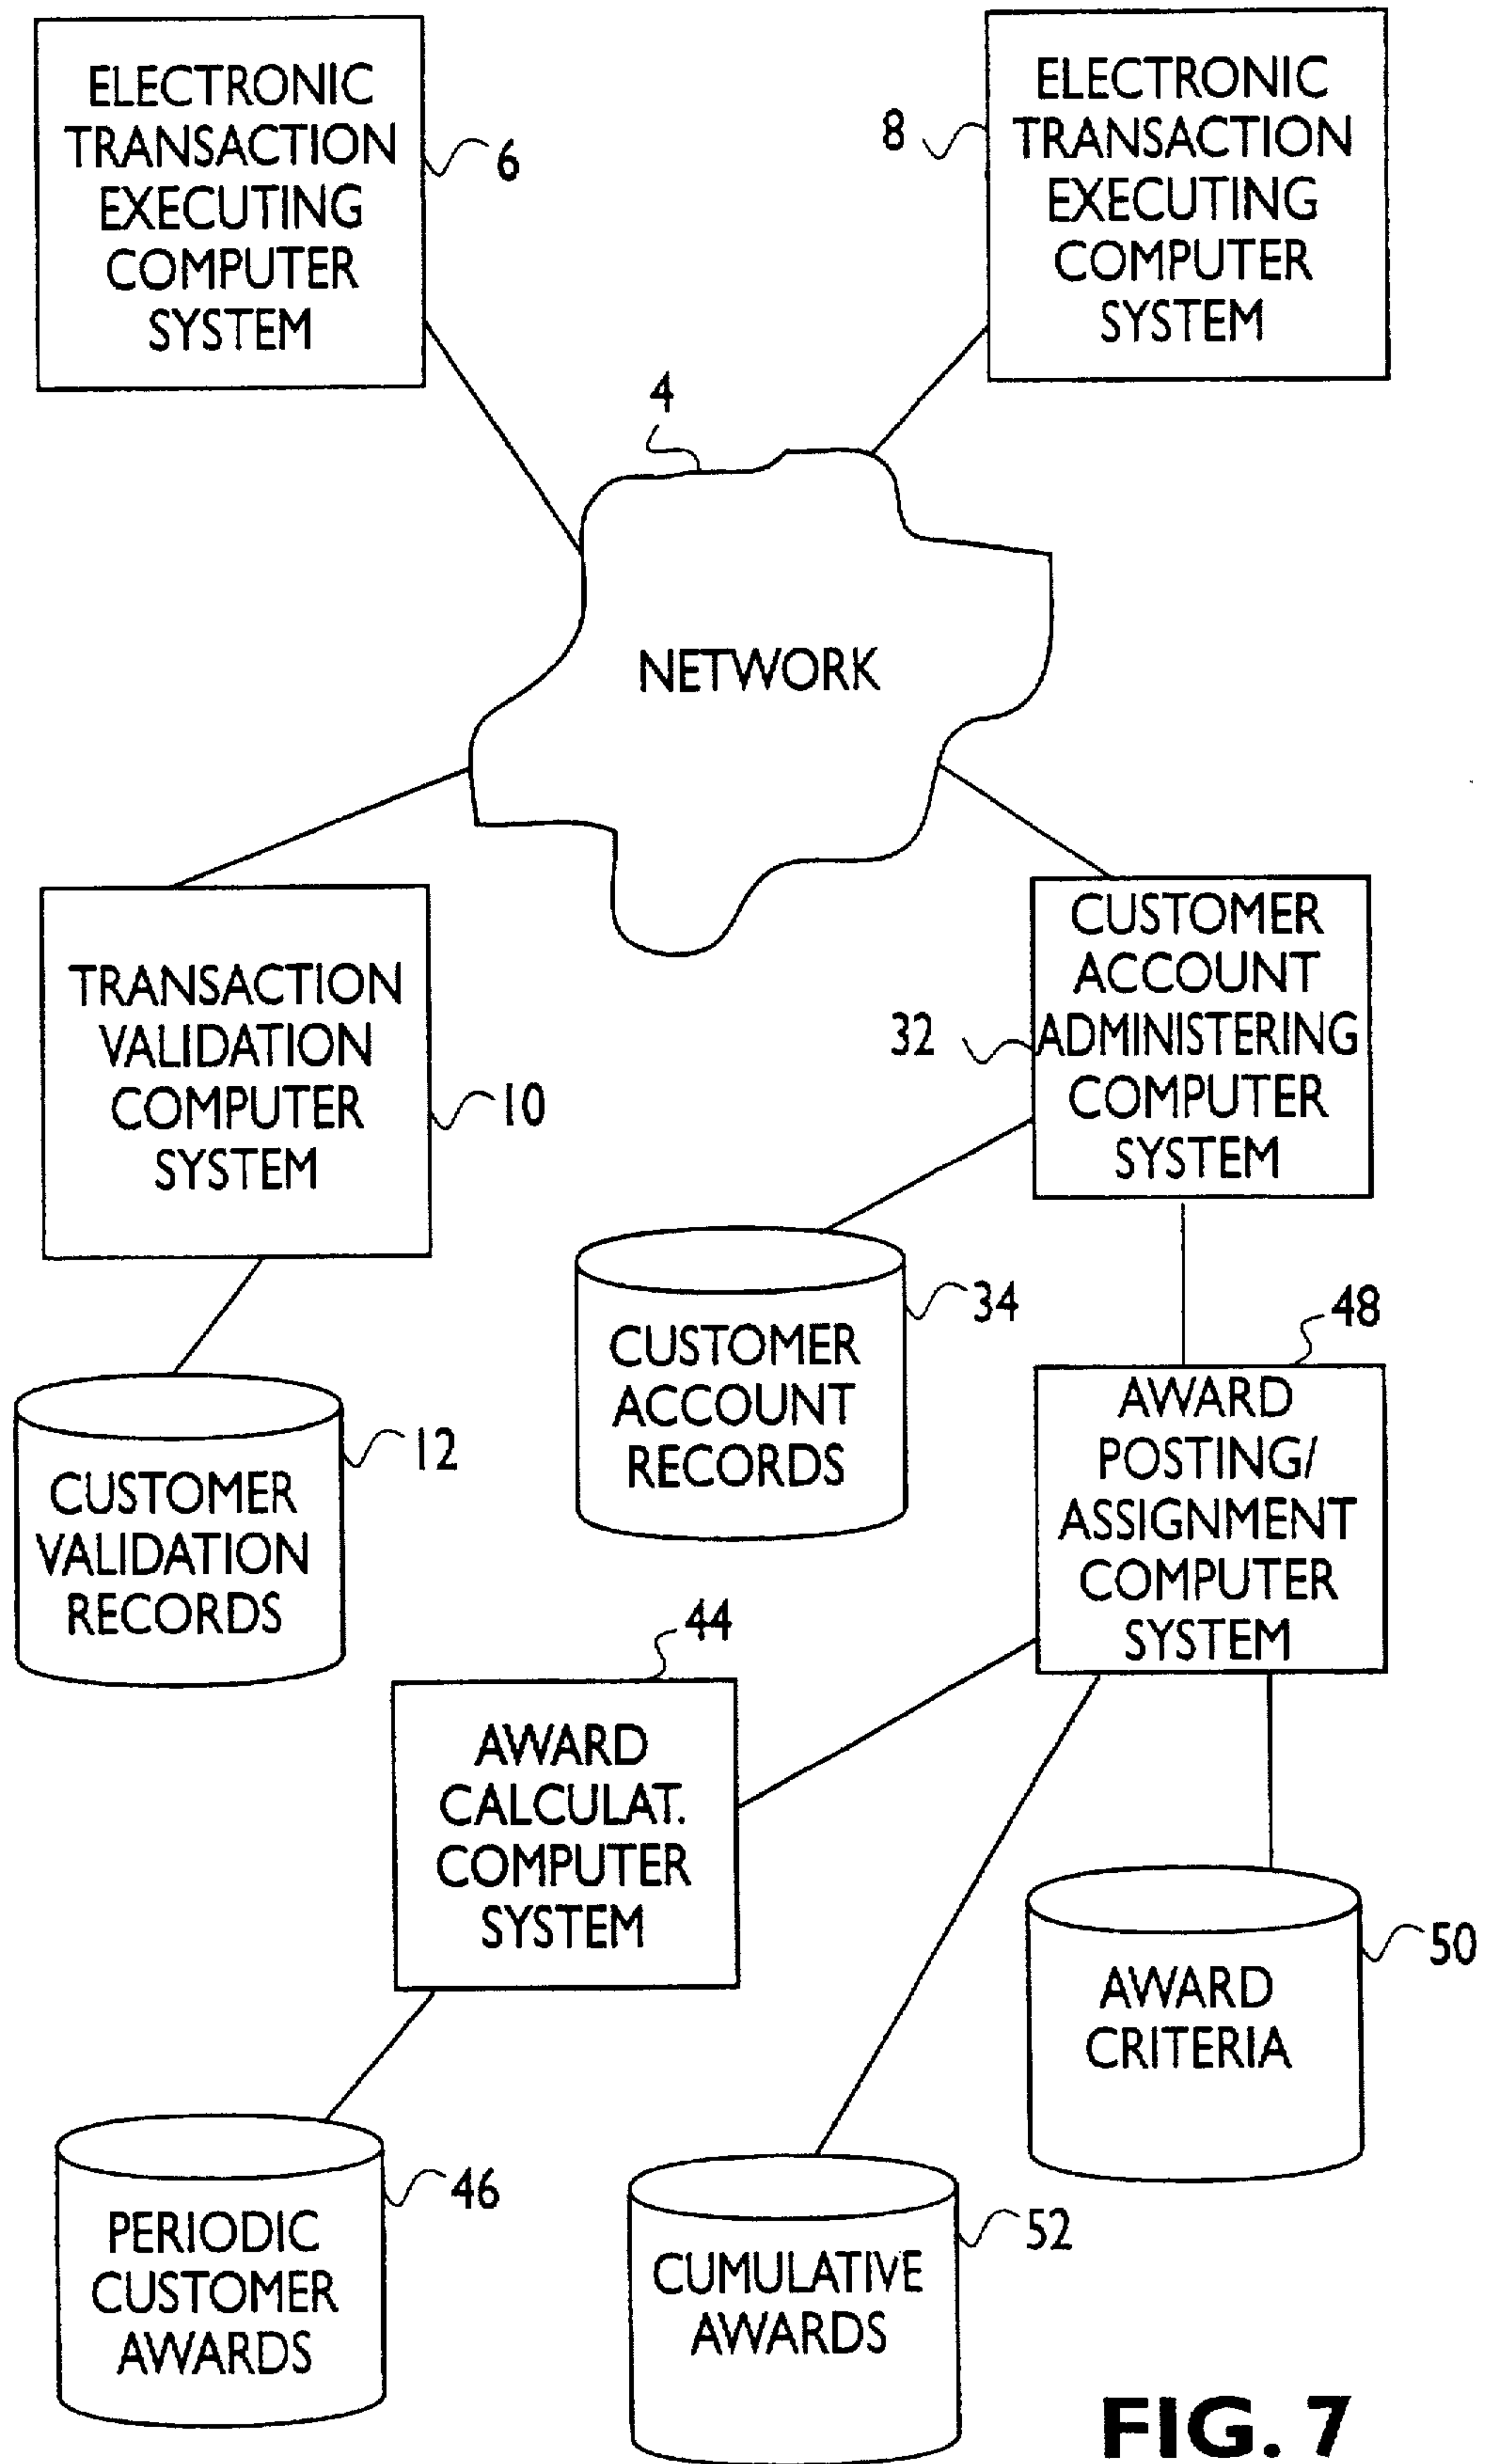 ELECTRONIC
TRANSACTION
EXECUTING
COMPUTER
SYSTEM
6
8
ELECTRONIC
TRANSACTION
EXECUTING
COMPUTER
SYSTEM
4
NETWORK
TRANSACTION
VALIDATION
COMPUTER
SYSTEM
10
32
CUSTOMER
ACCOUNT
ADMINISTERING
COMPUTER
SYSTEM
CUSTOMER
ACCOUNT
RECORDS
34
48
AWARD
POSTING/
ASSIGNMENT
COMPUTER
SYSTEM
CUSTOMER
VALIDATION
RECORDS
12
44
AWARD
CALCULAT.
COMPUTER
SYSTEM
AWARD
CRITERIA
50
PERIODIC
CUSTOMER
AWARDS
46
CUMULATIVE
AWARDS
52
FIG. 7